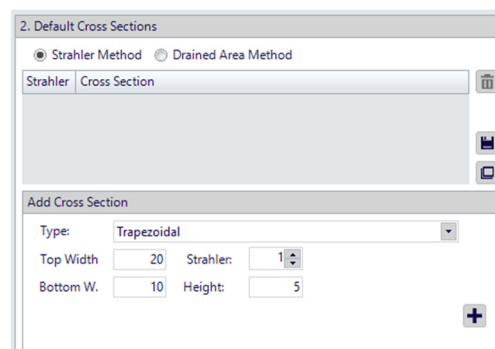 2. Default Cross Sections
Strahler Method Drained Area Method
Strahler Cross Section
Add Cross Section
Type: Trapezoidal
Top Width 20 Strahler: 1
Bottom W. 10 Height: 5